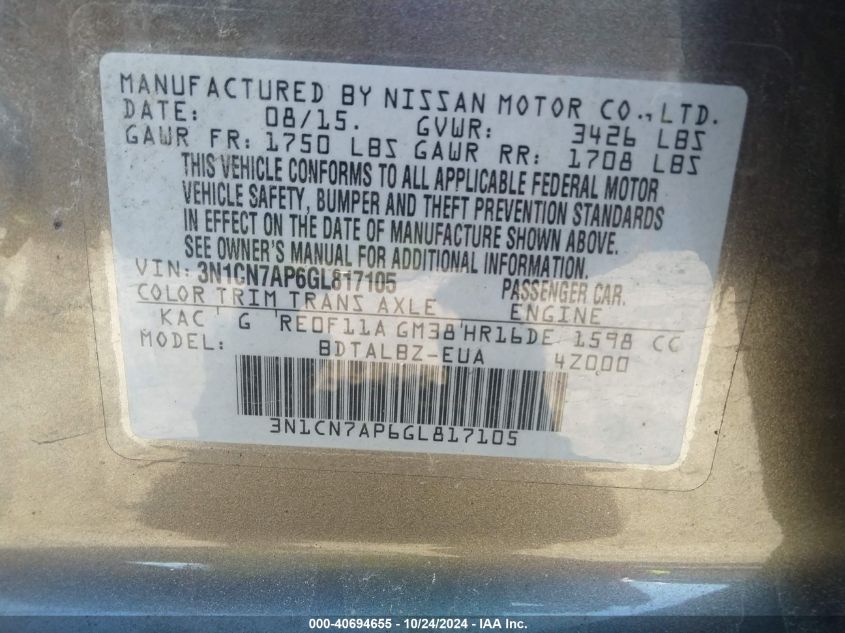 MANUFACTURED BY NISSAN MOTOR CO., LTD.
DATE: 08/15. GVWR: 3426 LBS
GAWR FR: 1750 LBS GAWR RR: 1708 LBS
THIS VEHICLE CONFORMS TO ALL APPLICABLE FEDERAL MOTOR
VEHICLE SAFETY, BUMPER AND THEFT PREVENTION STANDARDS
IN EFFECT ON THE DATE OF MANUFACTURE SHOWN ABOVE.
SEE OWNER'S MANUAL FOR ADDITIONAL INFORMATION.
VIN: 3N1CN7AP6GL817105 PASSENGER CAR.
COLOR TRIM TRANS AXLE ENGINE
KAC G RE0F11A GM38 HR16DE 1598 CC
MODEL: BDTALBZ-EUA 4Z000
3N1CN7AP6GL817105
000-40694655 - 10/24/2024 - IAA Inc.